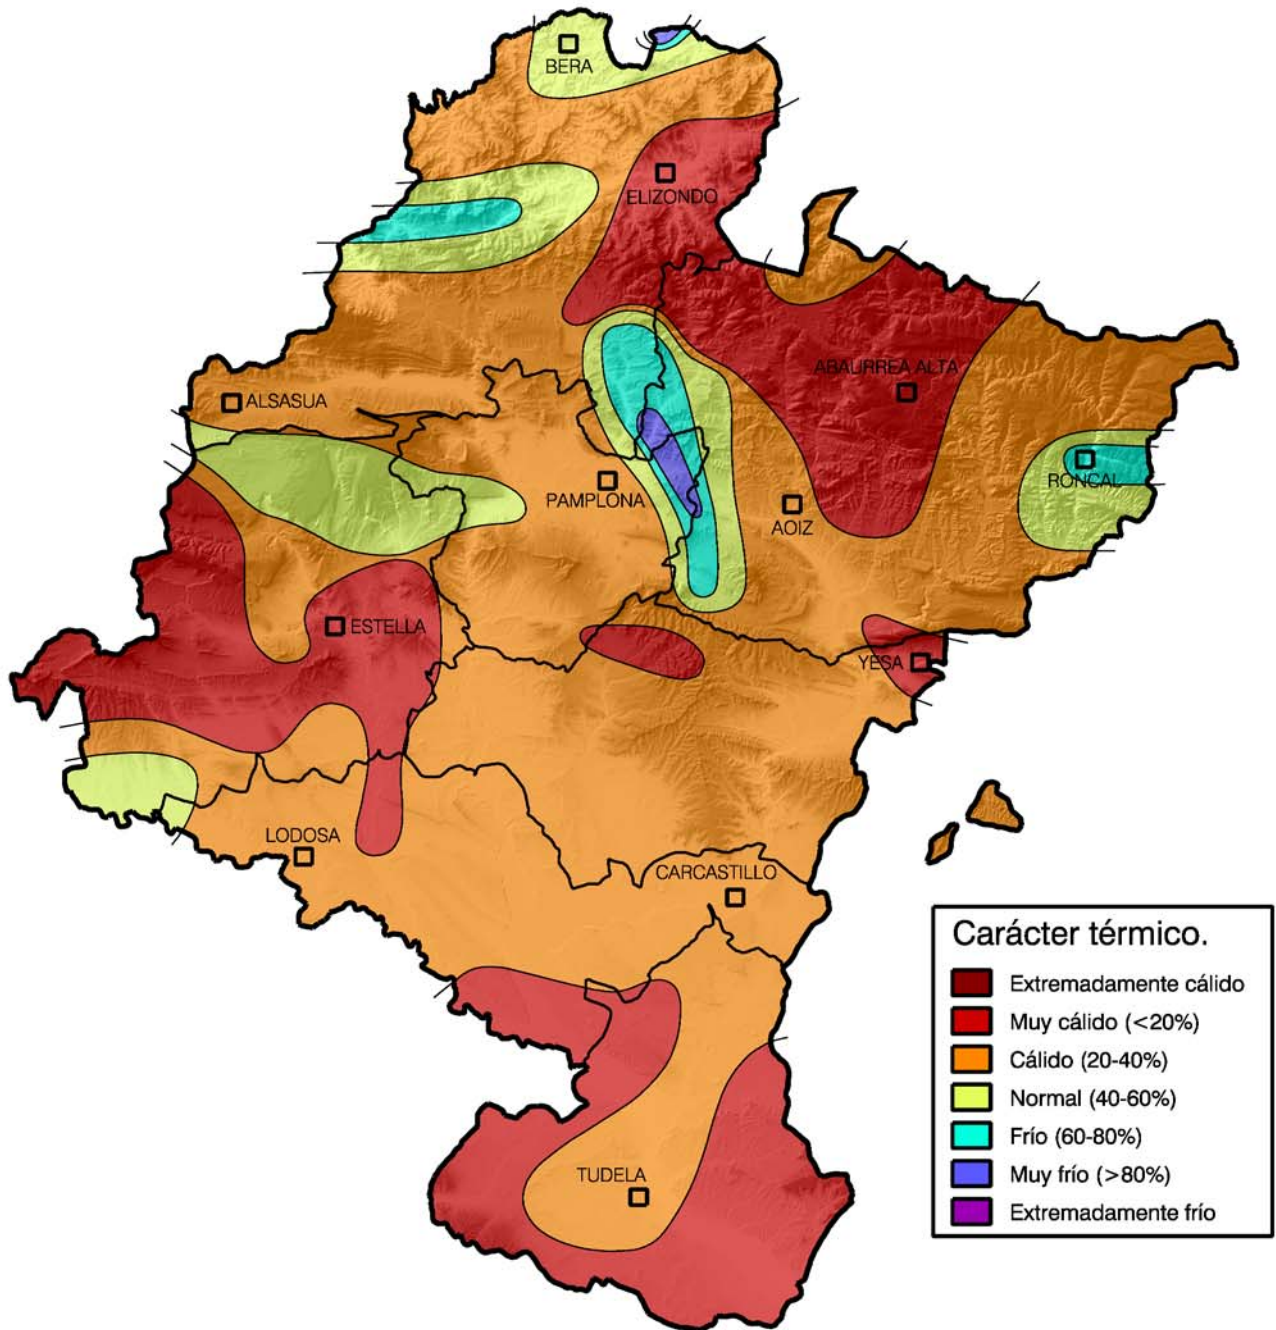 BERA
ELIZONDO
ABAURREA ALTA
ALSASUA
RONCAL
PAMPLONA
AOIZ
ESTELLA
YESA
LODOSA
CARCASTILLO
TUDELA
Carácter térmico.
Extremadamente cálido
Muy cálido (<20%)
Cálido (20-40%)
Normal (40-60%)
Frío (60-80%)
Muy frío (>80%)
Extremadamente frío